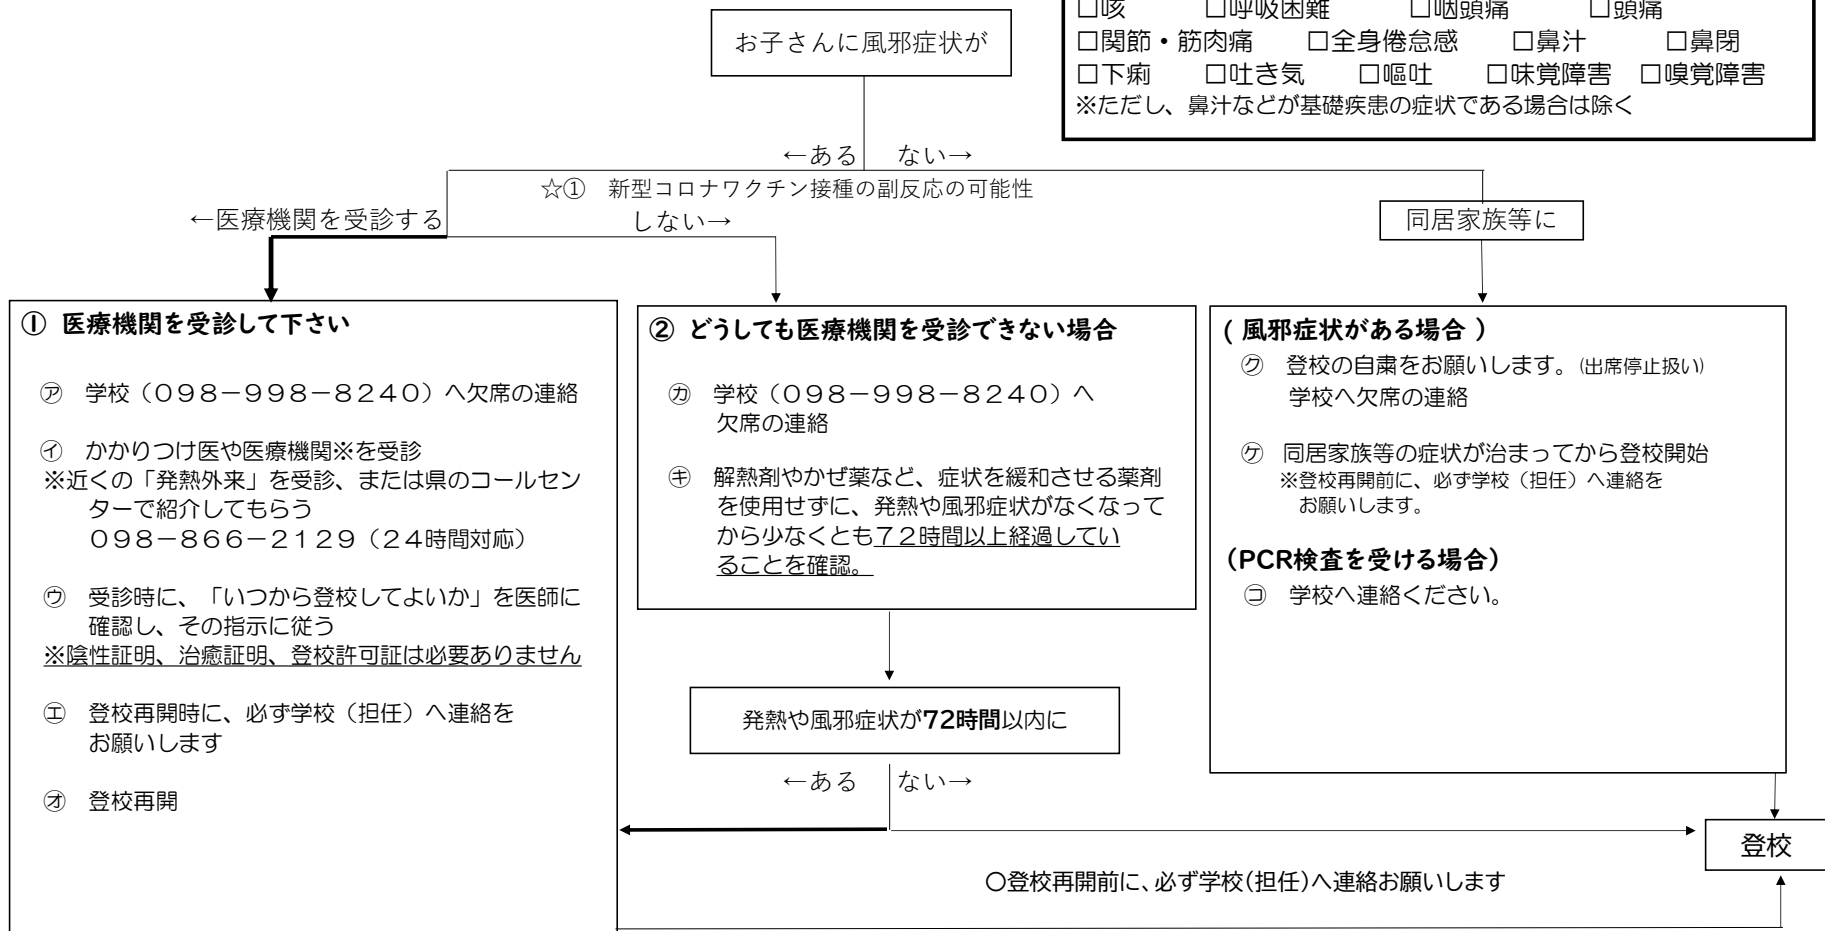 □咳　□呼吸困難　□咽頭痛　□頭痛
□関節・筋肉痛　□全身倦怠感　□鼻汁　□鼻閉
□下痢　□吐き気　□嘔吐　□味覚障害　□嗅覚障害
※ただし、鼻汁などが基礎疾患の症状である場合は除く
お子さんに風邪症状が
←ある　ない→
☆①　新型コロナワクチン接種の副反応の可能性
←医療機関を受診する　しない→
同居家族等に
① 医療機関を受診して下さい
㋐　学校（０９８－９９８－８２４０）へ欠席の連絡
㋑　かかりつけ医や医療機関※を受診
※近くの「発熱外来」を受診、または県のコールセン
ターで紹介してもらう
０９８－８６６－２１２９（２４時間対応）
㋒　受診時に、「いつから登校してよいか」を医師に
確認し、その指示に従う
※陰性証明、治癒証明、登校許可証は必要ありません
㋓　登校再開時に、必ず学校（担任）へ連絡を
お願いします
㋔　登校再開
② どうしても医療機関を受診できない場合
㋕　学校（０９８－９９８－８２４０）へ
欠席の連絡
㋖　解熱剤やかぜ薬など、症状を緩和させる薬剤
を使用せずに、発熱や風邪症状がなくなって
から少なくとも７２時間以上経過してい
ることを確認。
発熱や風邪症状が72時間以内に
←ある　ない→
( 風邪症状がある場合 ）
㋗　登校の自粛をお願いします。(出席停止扱い)
学校へ欠席の連絡
㋘　同居家族等の症状が治まってから登校開始
※登校再開前に、必ず学校（担任）へ連絡を
お願いします。
（PCR検査を受ける場合）
㋙　学校へ連絡ください。
登校
〇登校再開前に、必ず学校(担任)へ連絡お願いします